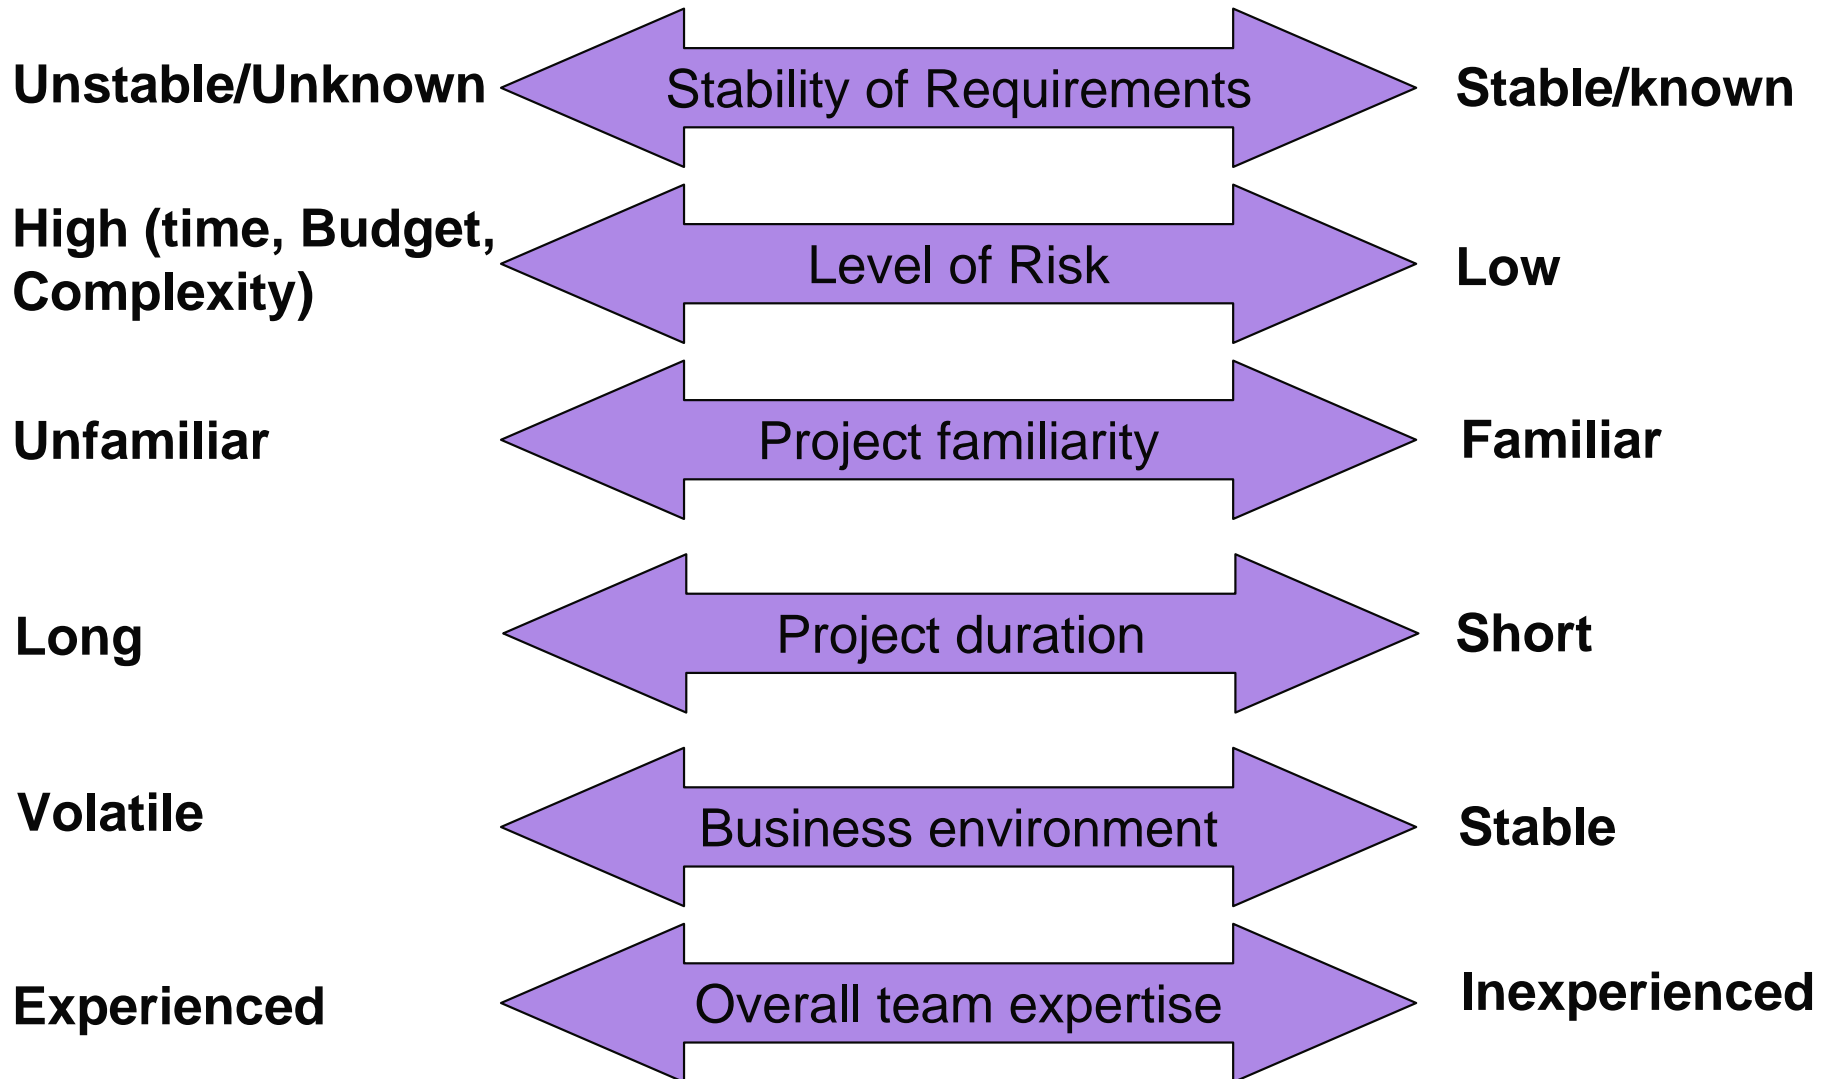 Unstable/Unknown
Stability of Requirements
Stable/known
High (time, Budget,
Complexity)
Level of Risk
Low
Unfamiliar
Project familiarity
Familiar
Long
Project duration
Short
Volatile
Business environment
Stable
Experienced
Overall team expertise
Inexperienced